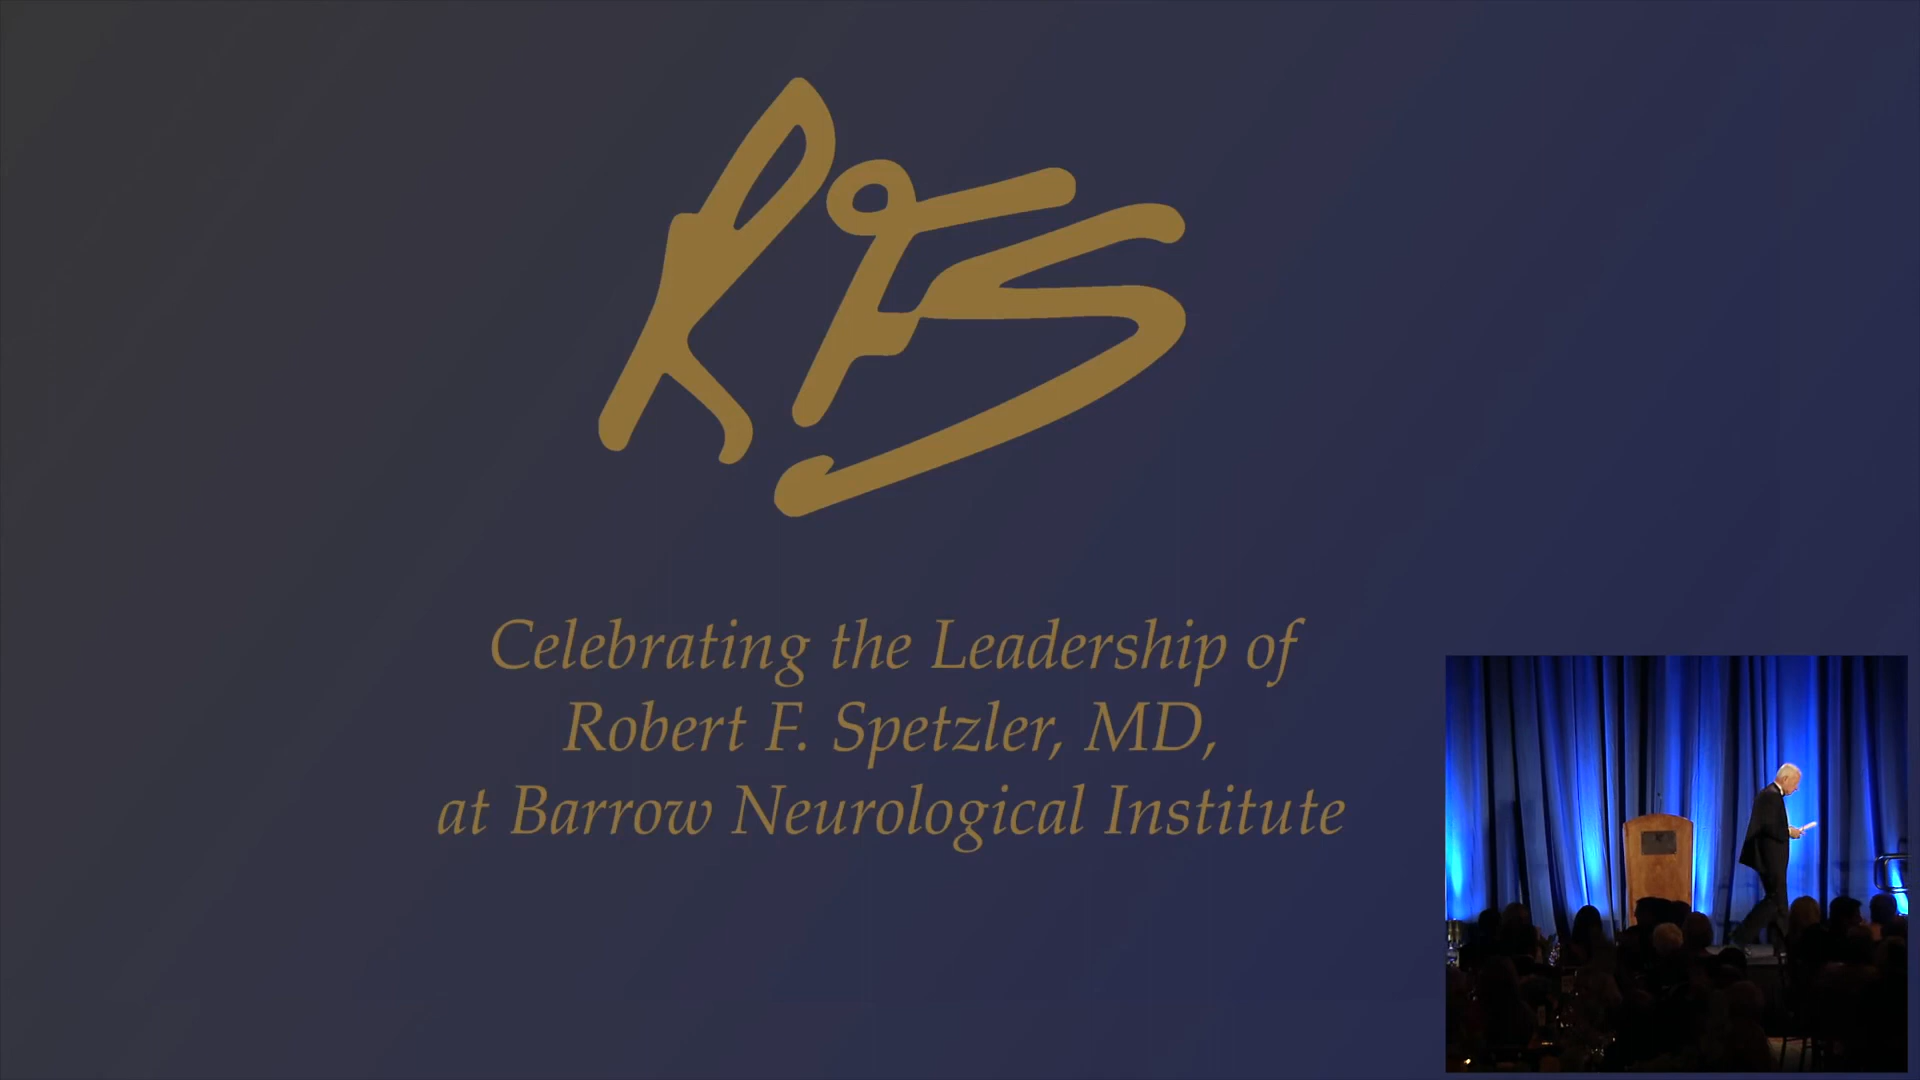 RFS
Celebrating the Leadership of
Robert F. Spetzler, MD,
at Barrow Neurological Institute